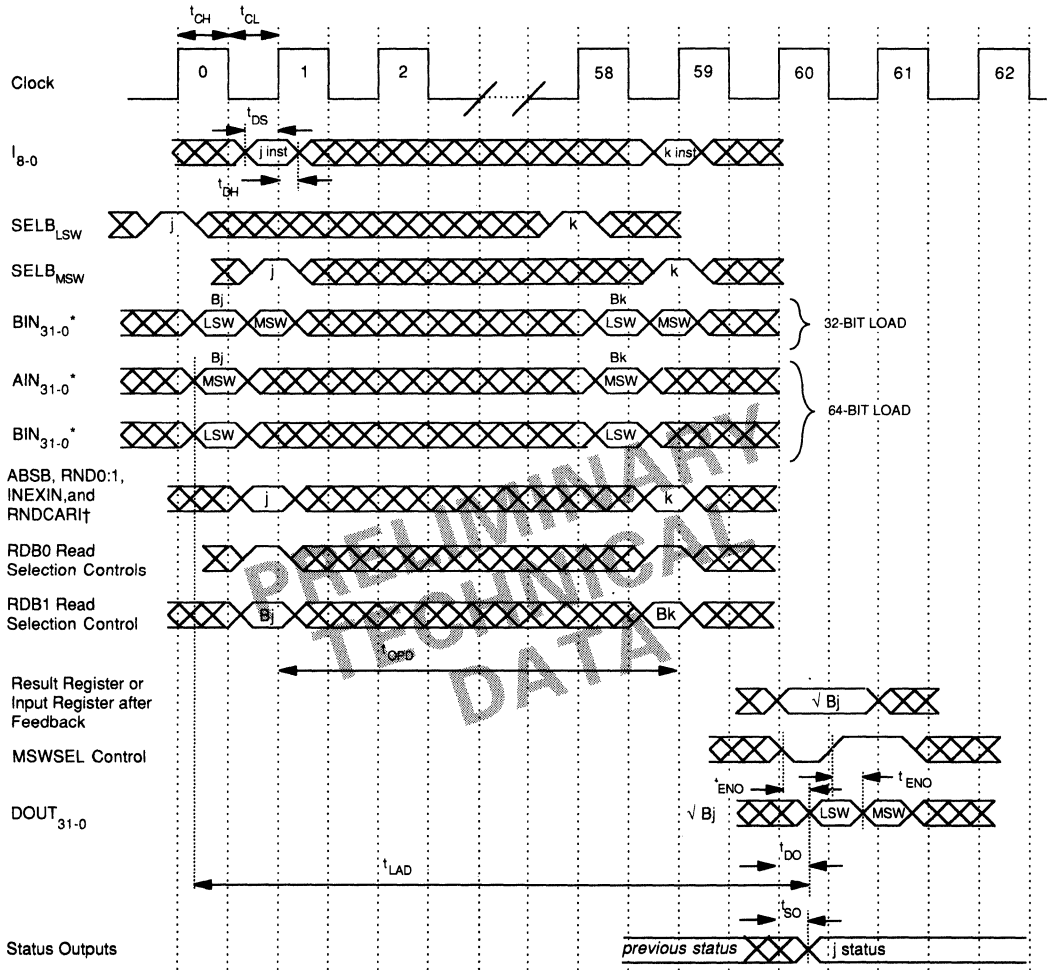 tCH tCL
Clock 0 1 2 58 59 60 61 62
tDS
I8-0 j inst k inst
tDH
SELBLSW j k
SELBMSW j k
Bj Bk
BIN31-0* LSW MSW LSW MSW 32-BIT LOAD
Bj Bk
AIN31-0* MSW MSW
64-BIT LOAD
BIN31-0* LSW LSW
ABSB, RND0:1,
INEXIN,and
RNDCARI† j k
RDB0 Read
Selection Controls
RDB1 Read
Selection Control Bj Bk
PRELIMINARY
TECHNICAL
DATA
tOPD
Result Register or
Input Register after
Feedback √ Bj
MSWSEL Control
tENO tENO
DOUT31-0 √ Bj LSW MSW
tDO
tLAD
tSO
Status Outputs previous status j status